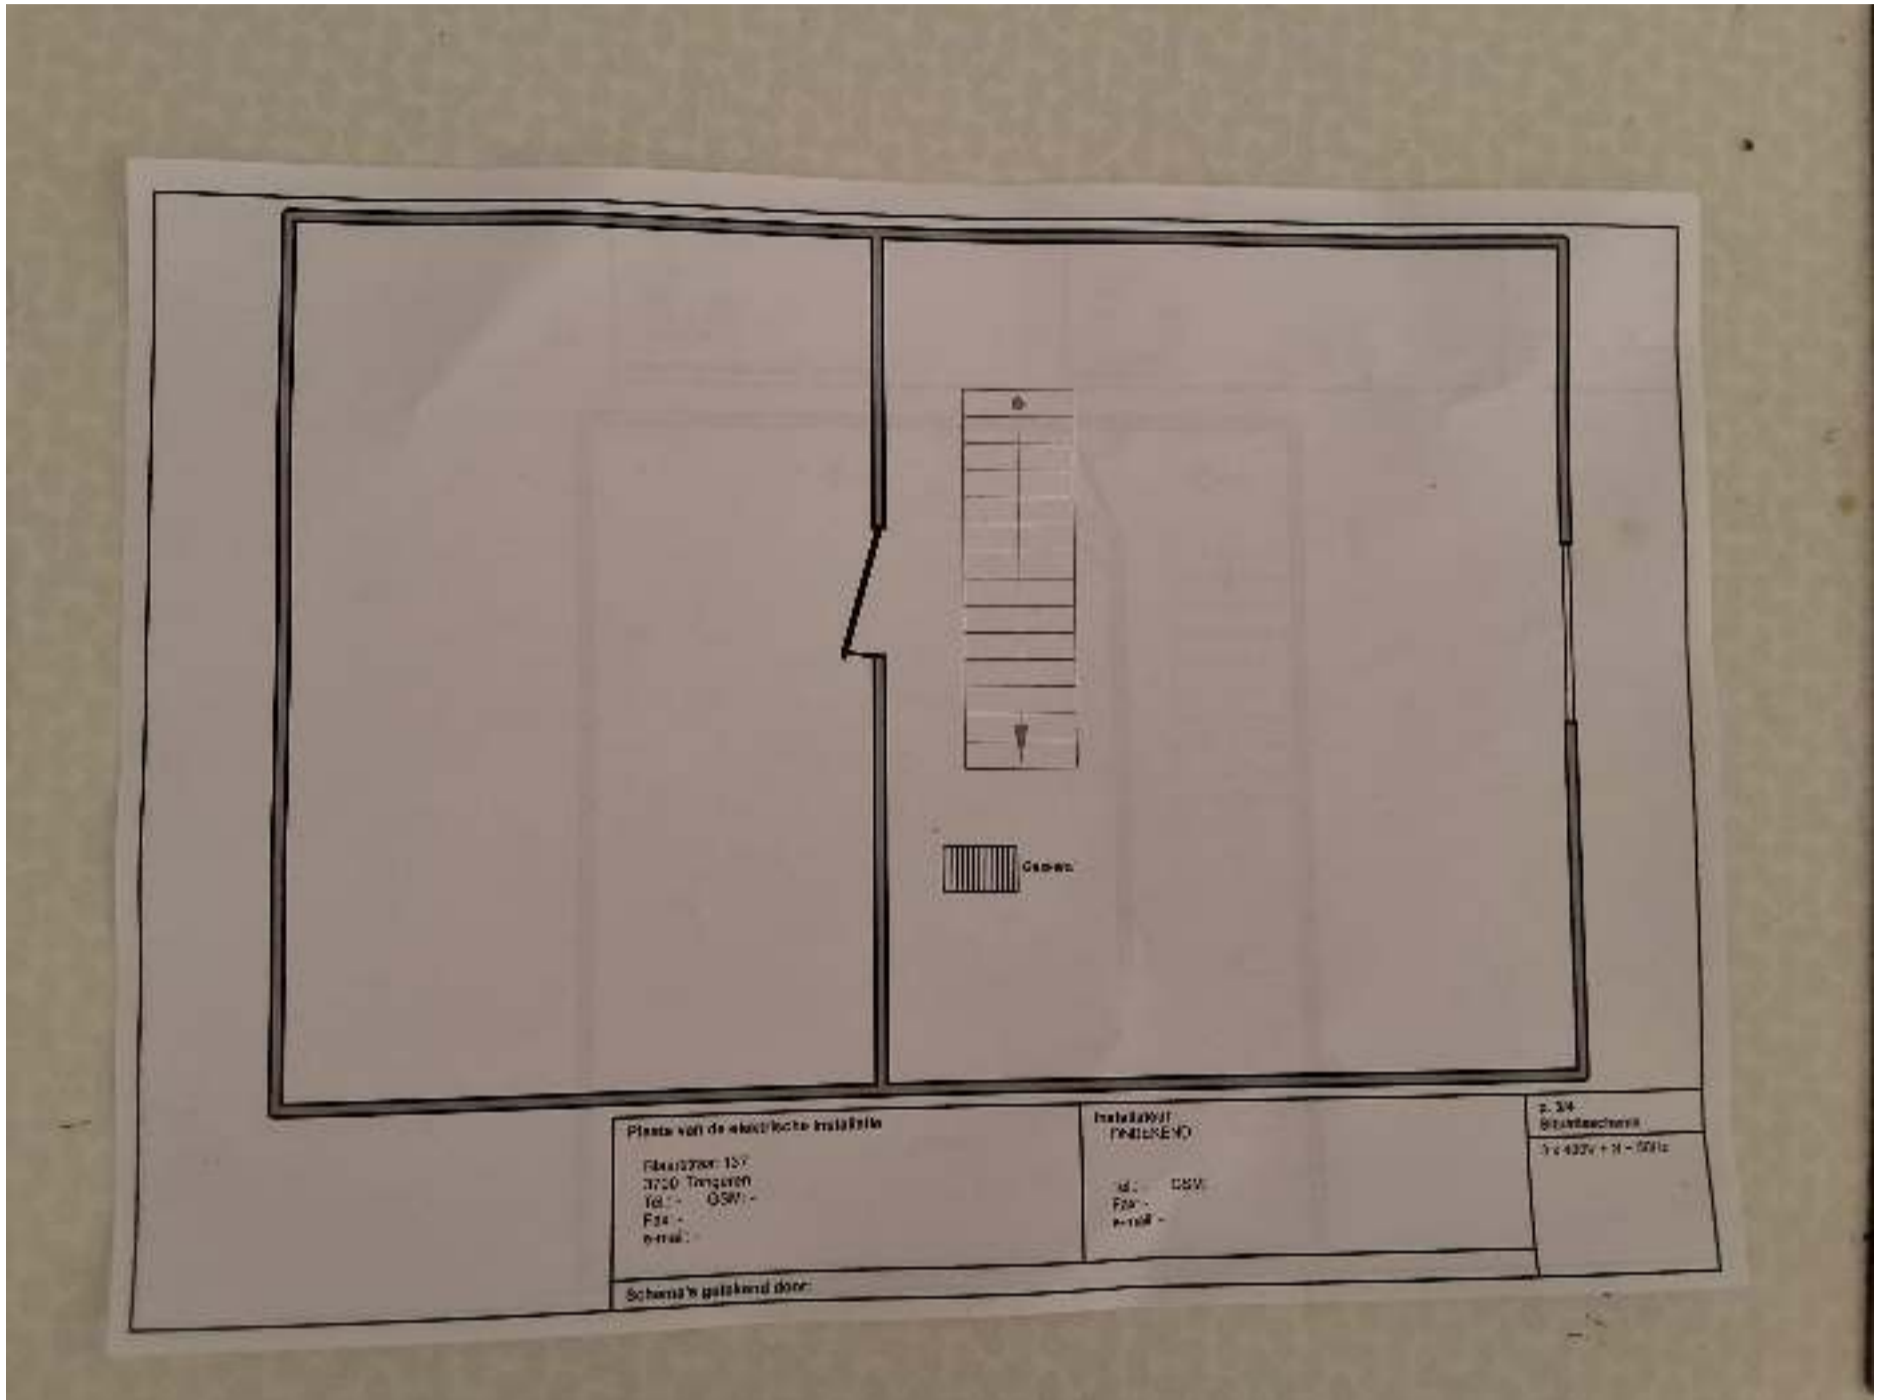 Plaats van de elektrische installatie
137
3700 Tongeren
Tel.: - GSM: -
Fax: -
e-mail: -
Installateur
ONBEKEND
Tel.: GSM:
Fax: -
e-mail: -
p. 3/4
3 x 400V + N ~ 50Hz
Schema's getekend door: